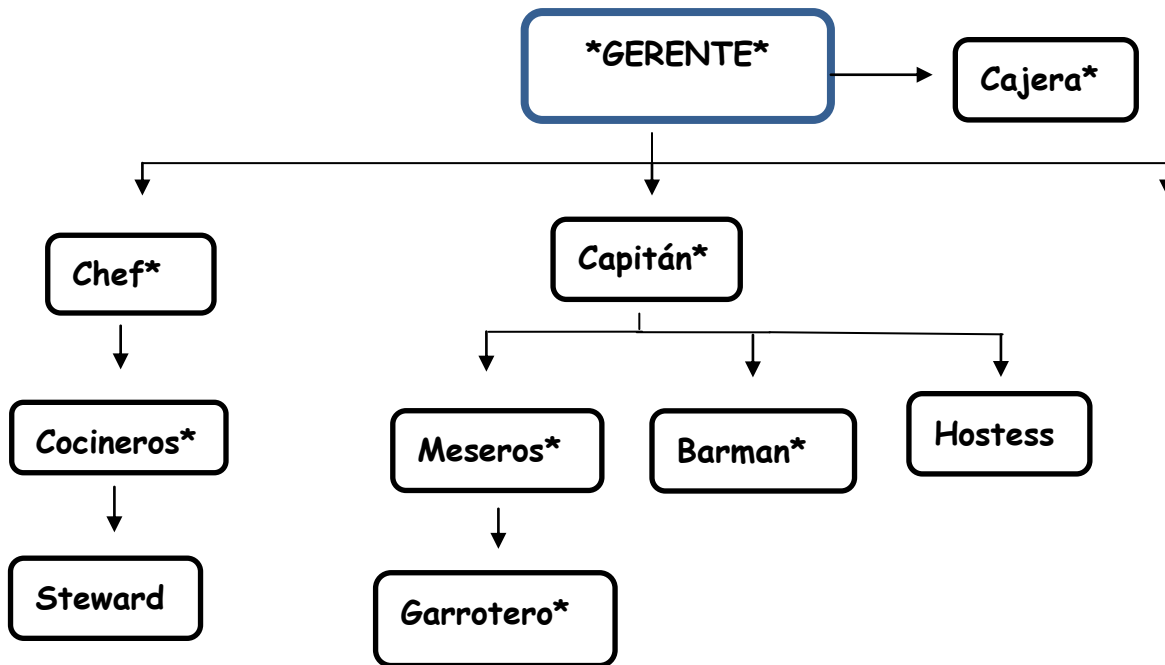 *GERENTE*
Cajera*
Chef*
Capitán*
Cocineros*
Meseros*
Barman*
Hostess
Steward
Garrotero*